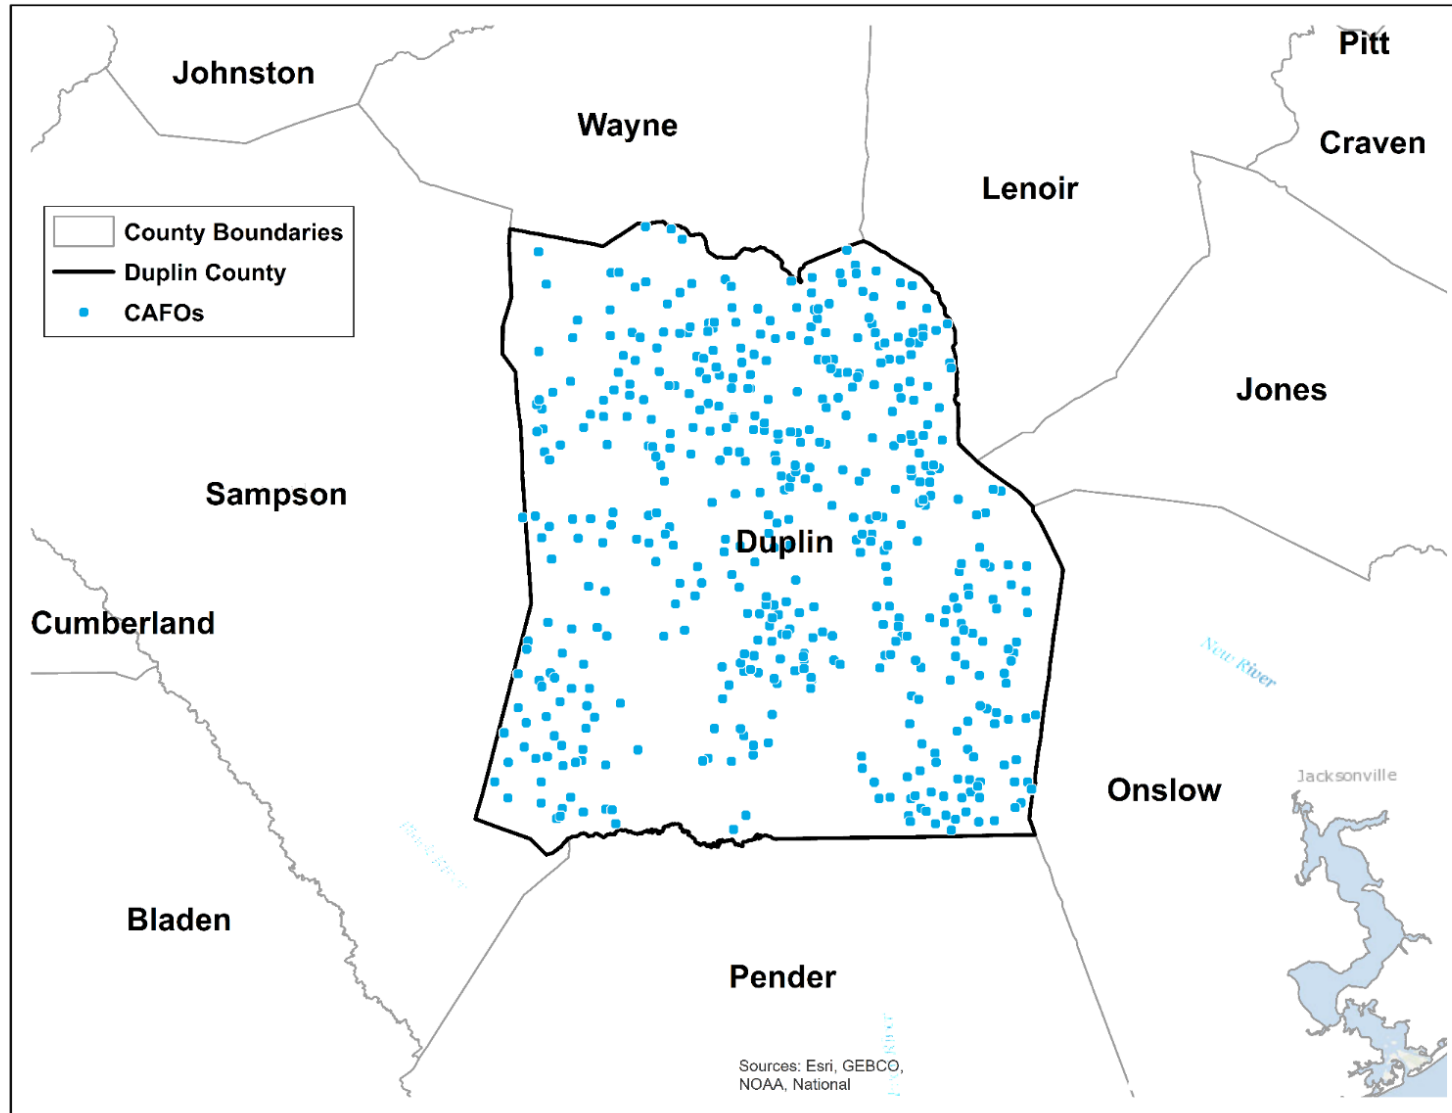 Pitt
Johnston
Wayne
Craven
Lenoir
County Boundaries
Duplin County
CAFOs
Jones
Sampson
Duplin
Cumberland
New River
Jacksonville
Onslow
Bladen
Pender
Sources: Esri, GEBCO,
NOAA, National